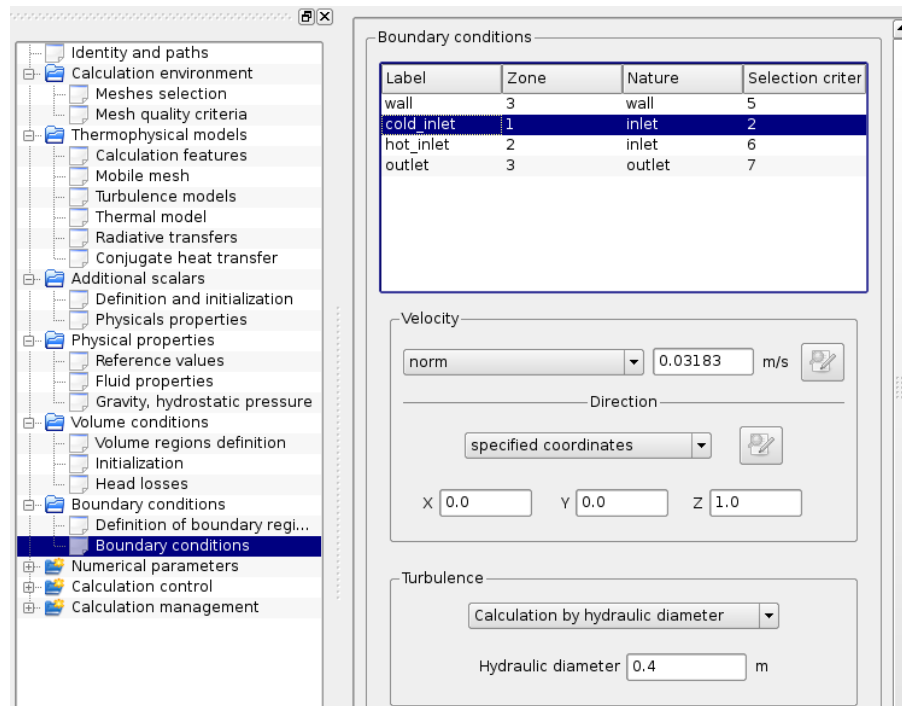 Identity and paths
Calculation environment
Meshes selection
Mesh quality criteria
Thermophysical models
Calculation features
Mobile mesh
Turbulence models
Thermal model
Radiative transfers
Conjugate heat transfer
Additional scalars
Definition and initialization
Physicals properties
Physical properties
Reference values
Fluid properties
Gravity, hydrostatic pressure
Volume conditions
Volume regions definition
Initialization
Head losses
Boundary conditions
Definition of boundary regi...
Boundary conditions
Numerical parameters
Calculation control
Calculation management
Boundary conditions
Label Zone Nature Selection criter
wall 3 wall 5
cold_inlet 1 inlet 2
hot_inlet 2 inlet 6
outlet 3 outlet 7
Velocity
norm 0.03183 m/s
Direction
specified coordinates
X 0.0 Y 0.0 Z 1.0
Turbulence
Calculation by hydraulic diameter
Hydraulic diameter 0.4 m